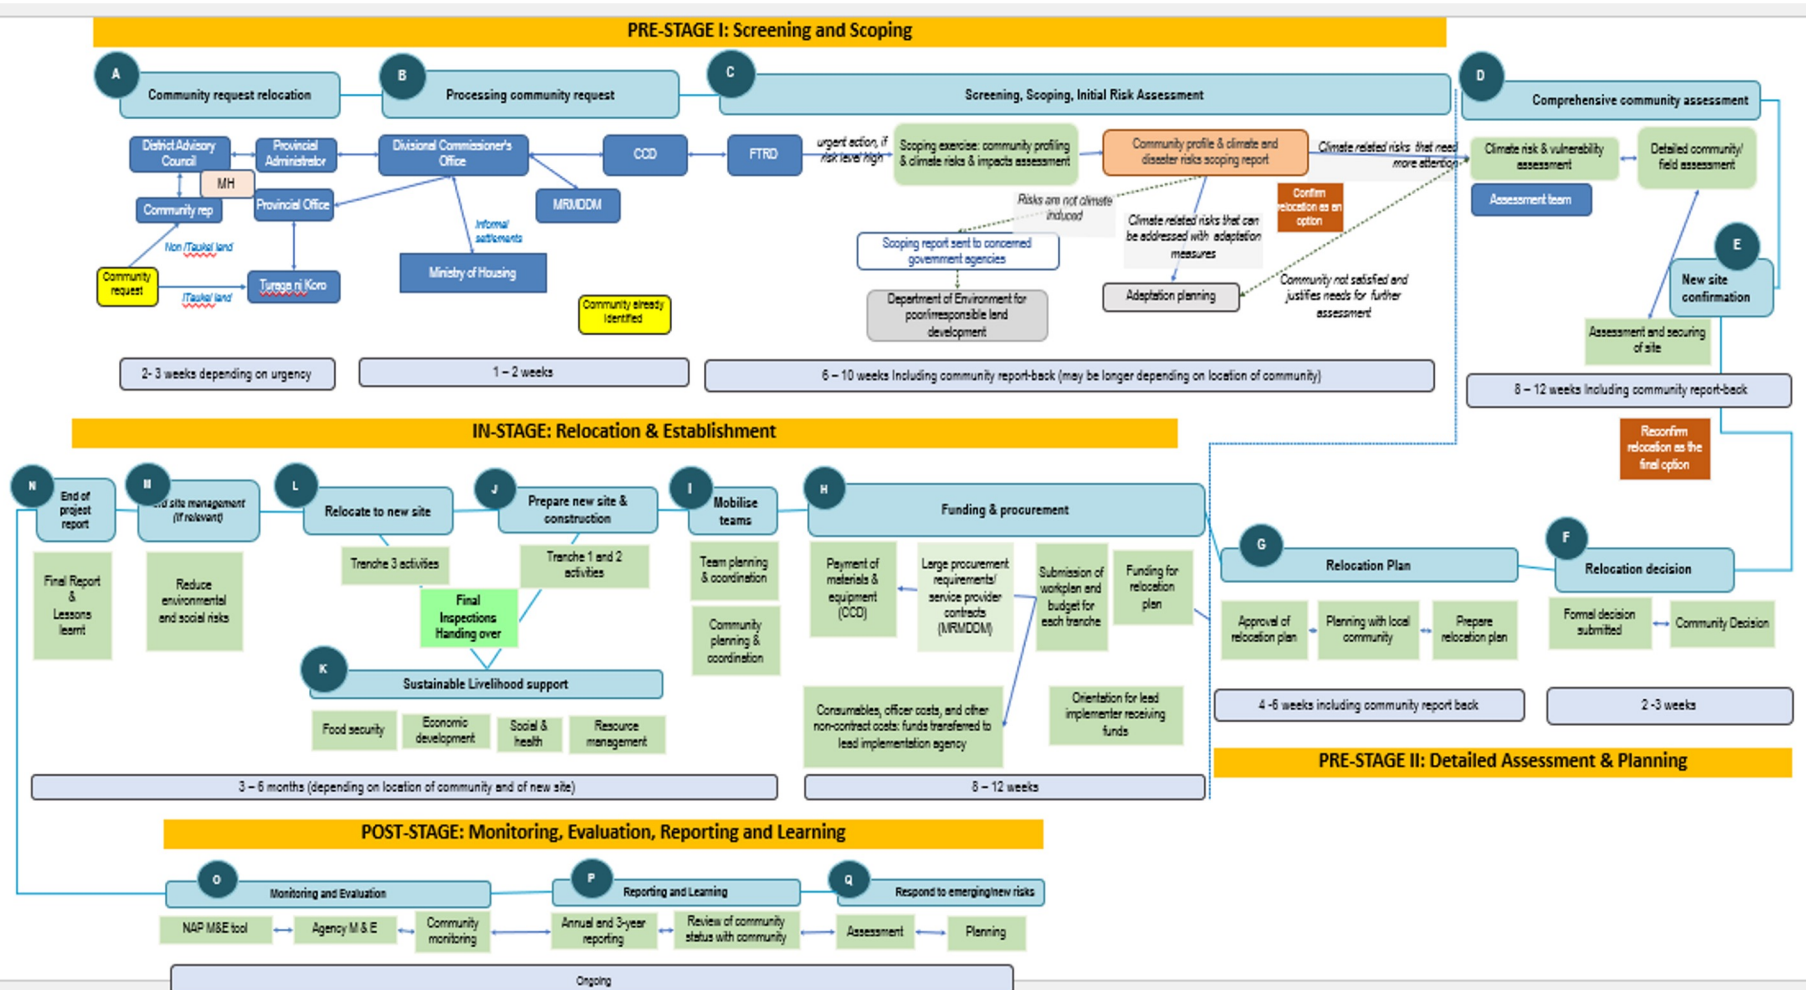 PRE-STAGE I: Screening and Scoping
A
Community request relocation
B
Processing community request
C
Screening, Scoping, Initial Risk Assessment
D
Comprehensive community assessment
District Advisory
Council
Provincial
Administrator
Divisional Commissioner's
Office
CCD
FTRD
urgent action, if
risk level high
Scoping exercise: community profiling
& climate risks & impacts assessment
Community profile & climate and
disaster risks scoping report
Climate related risks that need
more attention
Climate risk & vulnerability
assessment
Detailed community/
field assessment
MH
Community rep
Provincial Office
MRMDDM
Assessment team
Confirm
relocation as an
option
Risks are not climate
induced
Climate related risks that can
be addressed with adaptation
measures
Informal
settlements
Non iTaukei land
Scoping report sent to concerned
government agencies
E
New site
confirmation
Community
request
iTaukei land
Turaga ni Koro
Ministry of Housing
Community already
identified
Department of Environment for
poor/irresponsible land
development
Adaptation planning
Community not satisfied and
justifies needs for further
assessment
Assessment and securing
of site
2- 3 weeks depending on urgency
1 – 2 weeks
6 – 10 weeks Including community report-back (may be longer depending on location of community)
8 – 12 weeks Including community report-back
IN-STAGE: Relocation & Establishment
Reconfirm
relocation as the
final option
N
End of
project
report
M
site management
(if relevant)
L
Relocate to new site
J
Prepare new site &
construction
I
Mobilise
teams
H
Funding & procurement
G
Relocation Plan
F
Relocation decision
Final Report
&
Lessons
learnt
Reduce
environmental
and social risks
Tranche 3 activities
Tranche 1 and 2
activities
Final
Inspections
Handing over
Team planning
& coordination
Community
planning &
coordination
Payment of
materials &
equipment
(CCD)
Large procurement
requirements/
service provider
contracts
(MRMDDM)
Submission of
workplan and
budget for
each tranche
Funding for
relocation
plan
Approval of
relocation plan
Planning with local
community
Prepare
relocation plan
Formal decision
submitted
Community Decision
K
Sustainable Livelihood support
Food security
Economic
development
Social &
health
Resource
management
Consumables, officer costs, and other
non-contract costs: funds transferred to
lead implementation agency
Orientation for lead
implementer receiving
funds
4 -6 weeks including community report back
2 -3 weeks
PRE-STAGE II: Detailed Assessment & Planning
3 – 6 months (depending on location of community and of new site)
8 – 12 weeks
POST-STAGE: Monitoring, Evaluation, Reporting and Learning
O
Monitoring and Evaluation
P
Reporting and Learning
Q
Respond to emerging/new risks
NAP M&E tool
Agency M & E
Community
monitoring
Annual and 3-year
reporting
Review of community
status with community
Assessment
Planning
Ongoing